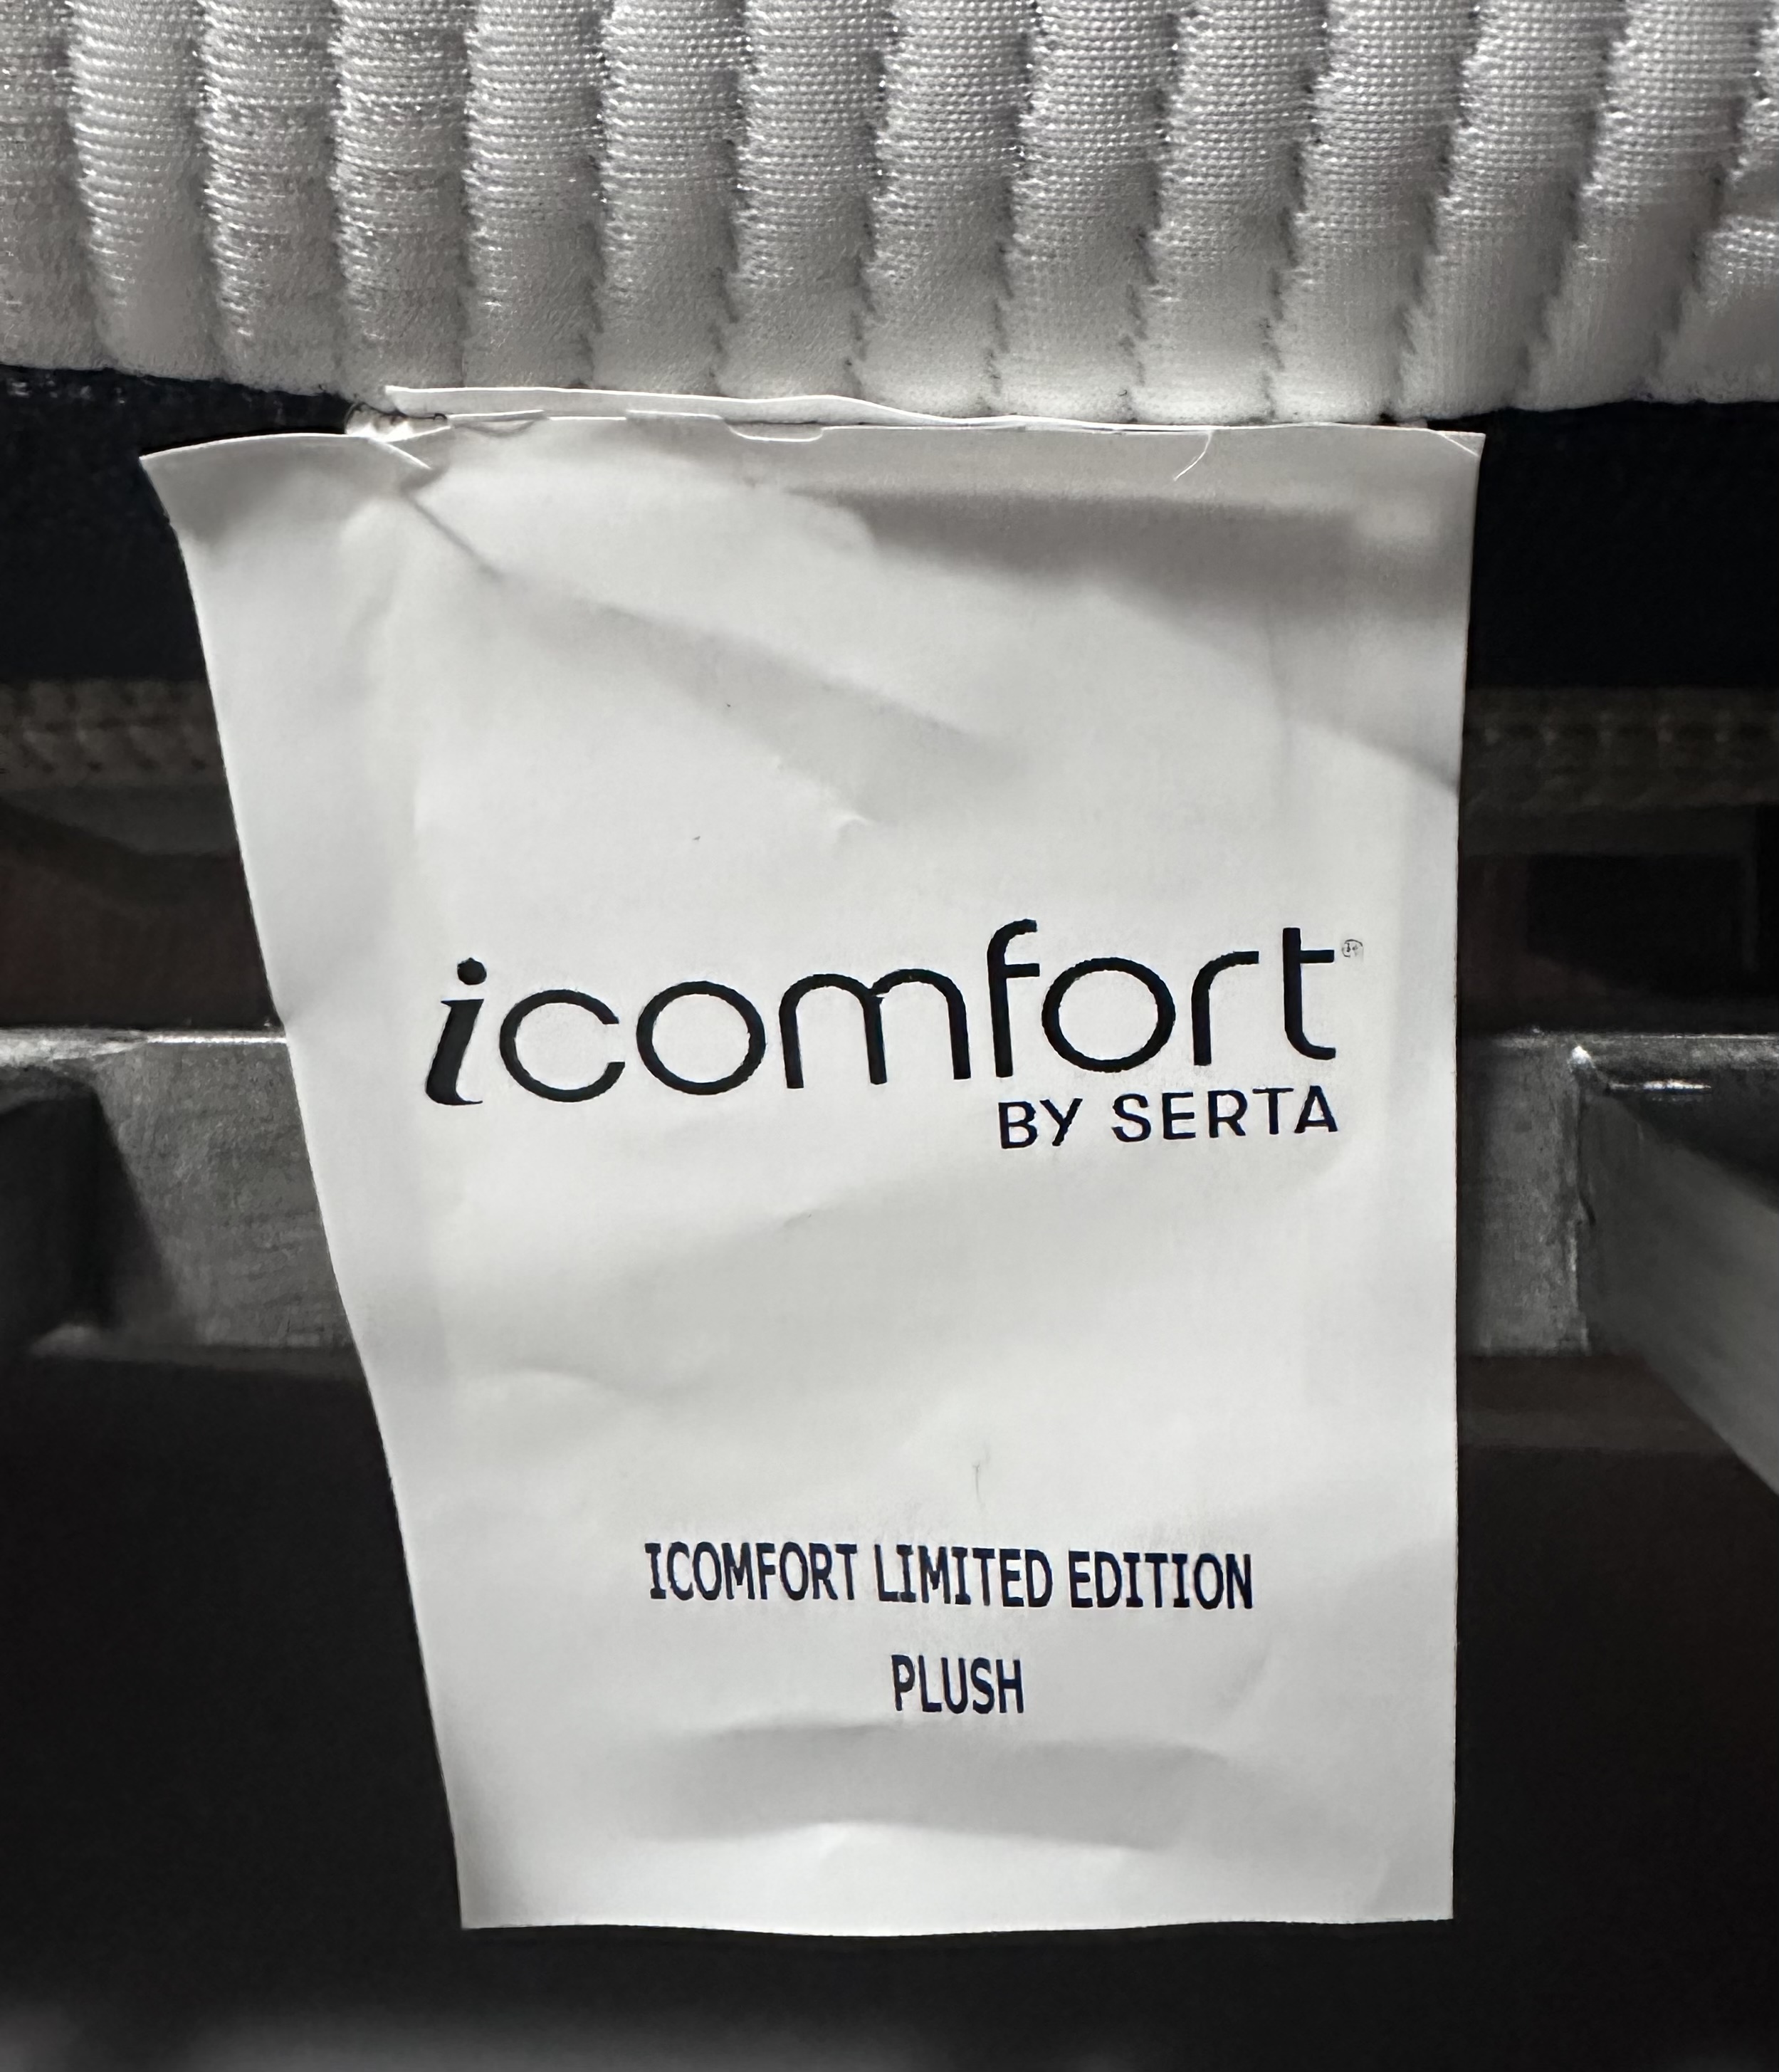 icomfort®
BY SERTA
ICOMFORT LIMITED EDITION
PLUSH